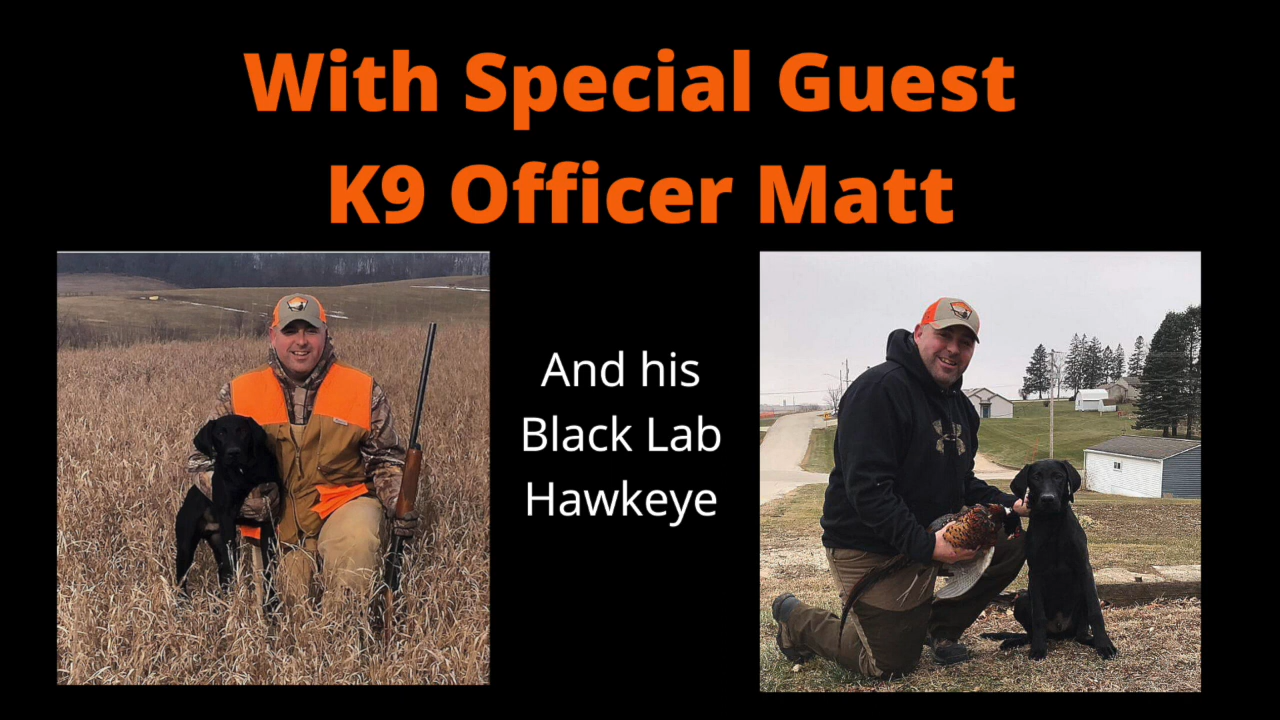 With Special Guest
K9 Officer Matt
And his
Black Lab
Hawkeye